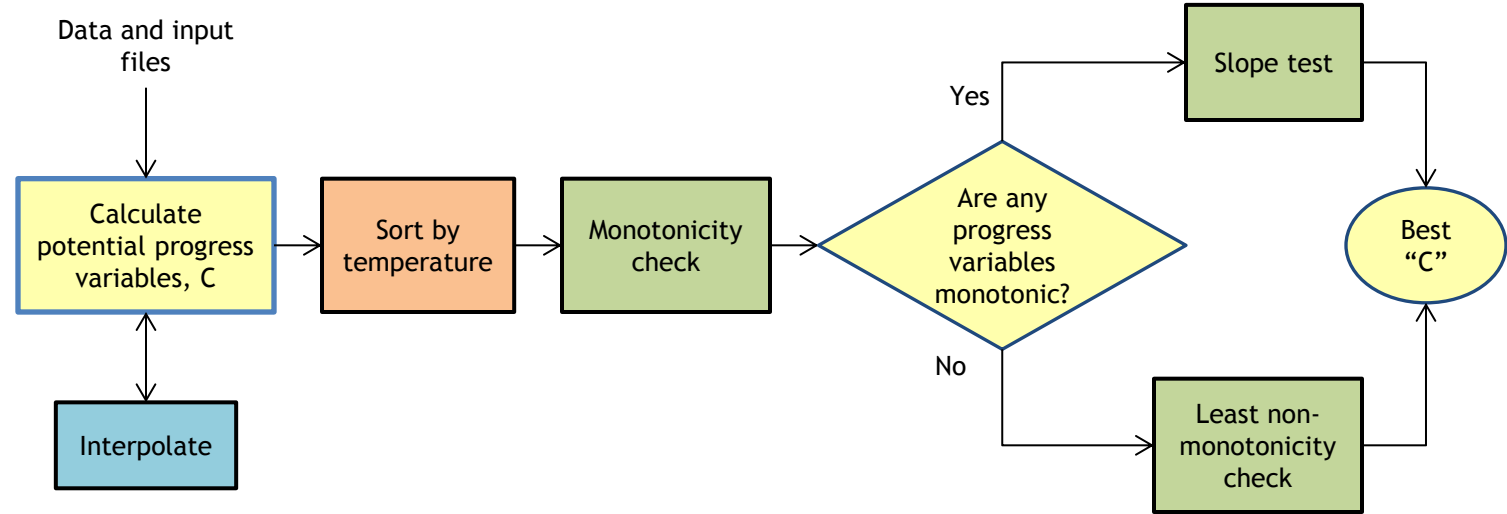 Data and input
files
Calculate
potential progress
variables, C
Interpolate
Sort by
temperature
Monotonicity
check
Are any
progress
variables
monotonic?
Yes
Slope test
No
Least non-
monotonicity
check
Best
“C”